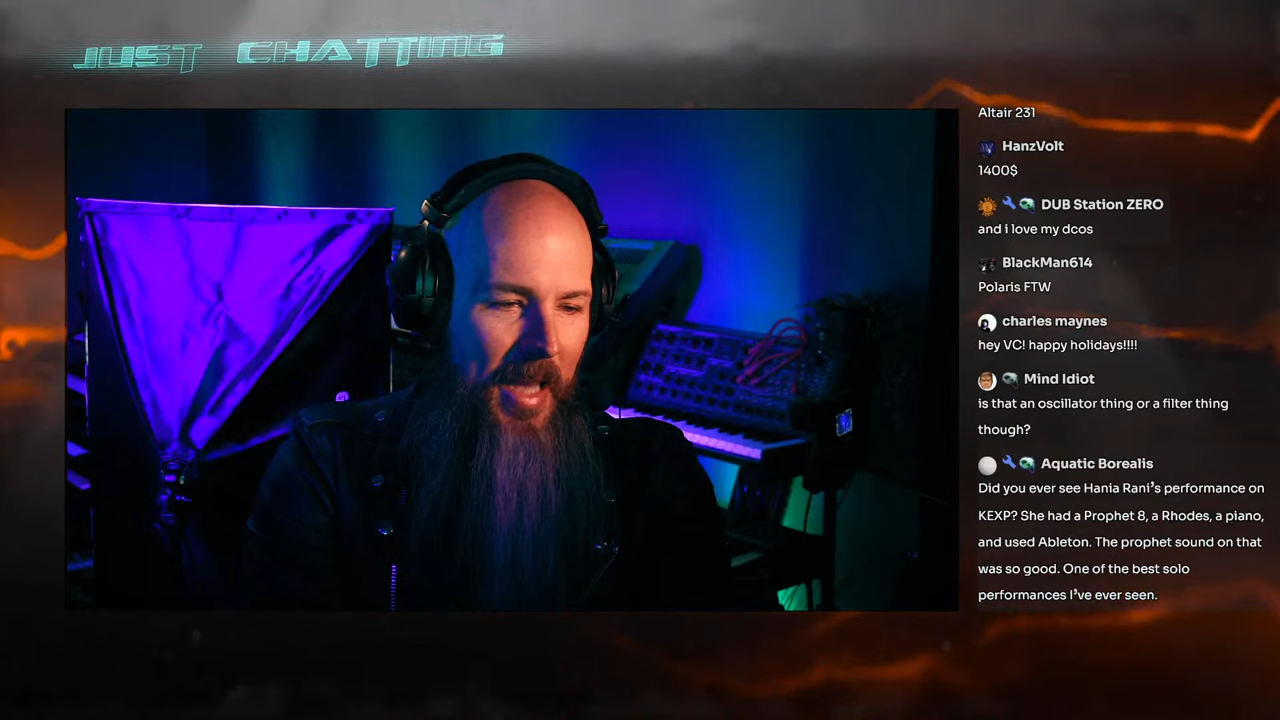 JUST CHATTING
Altair 231
HanzVolt
1400$
DUB Station ZERO
and i love my dcos
BlackMan614
Polaris FTW
charles maynes
hey VC! happy holidays!!!!
Mind Idiot
is that an oscillator thing or a filter thing
though?
Aquatic Borealis
Did you ever see Hania Rani’s performance on
KEXP? She had a Prophet 8, a Rhodes, a piano,
and used Ableton. The prophet sound on that
was so good. One of the best solo
performances I’ve ever seen.